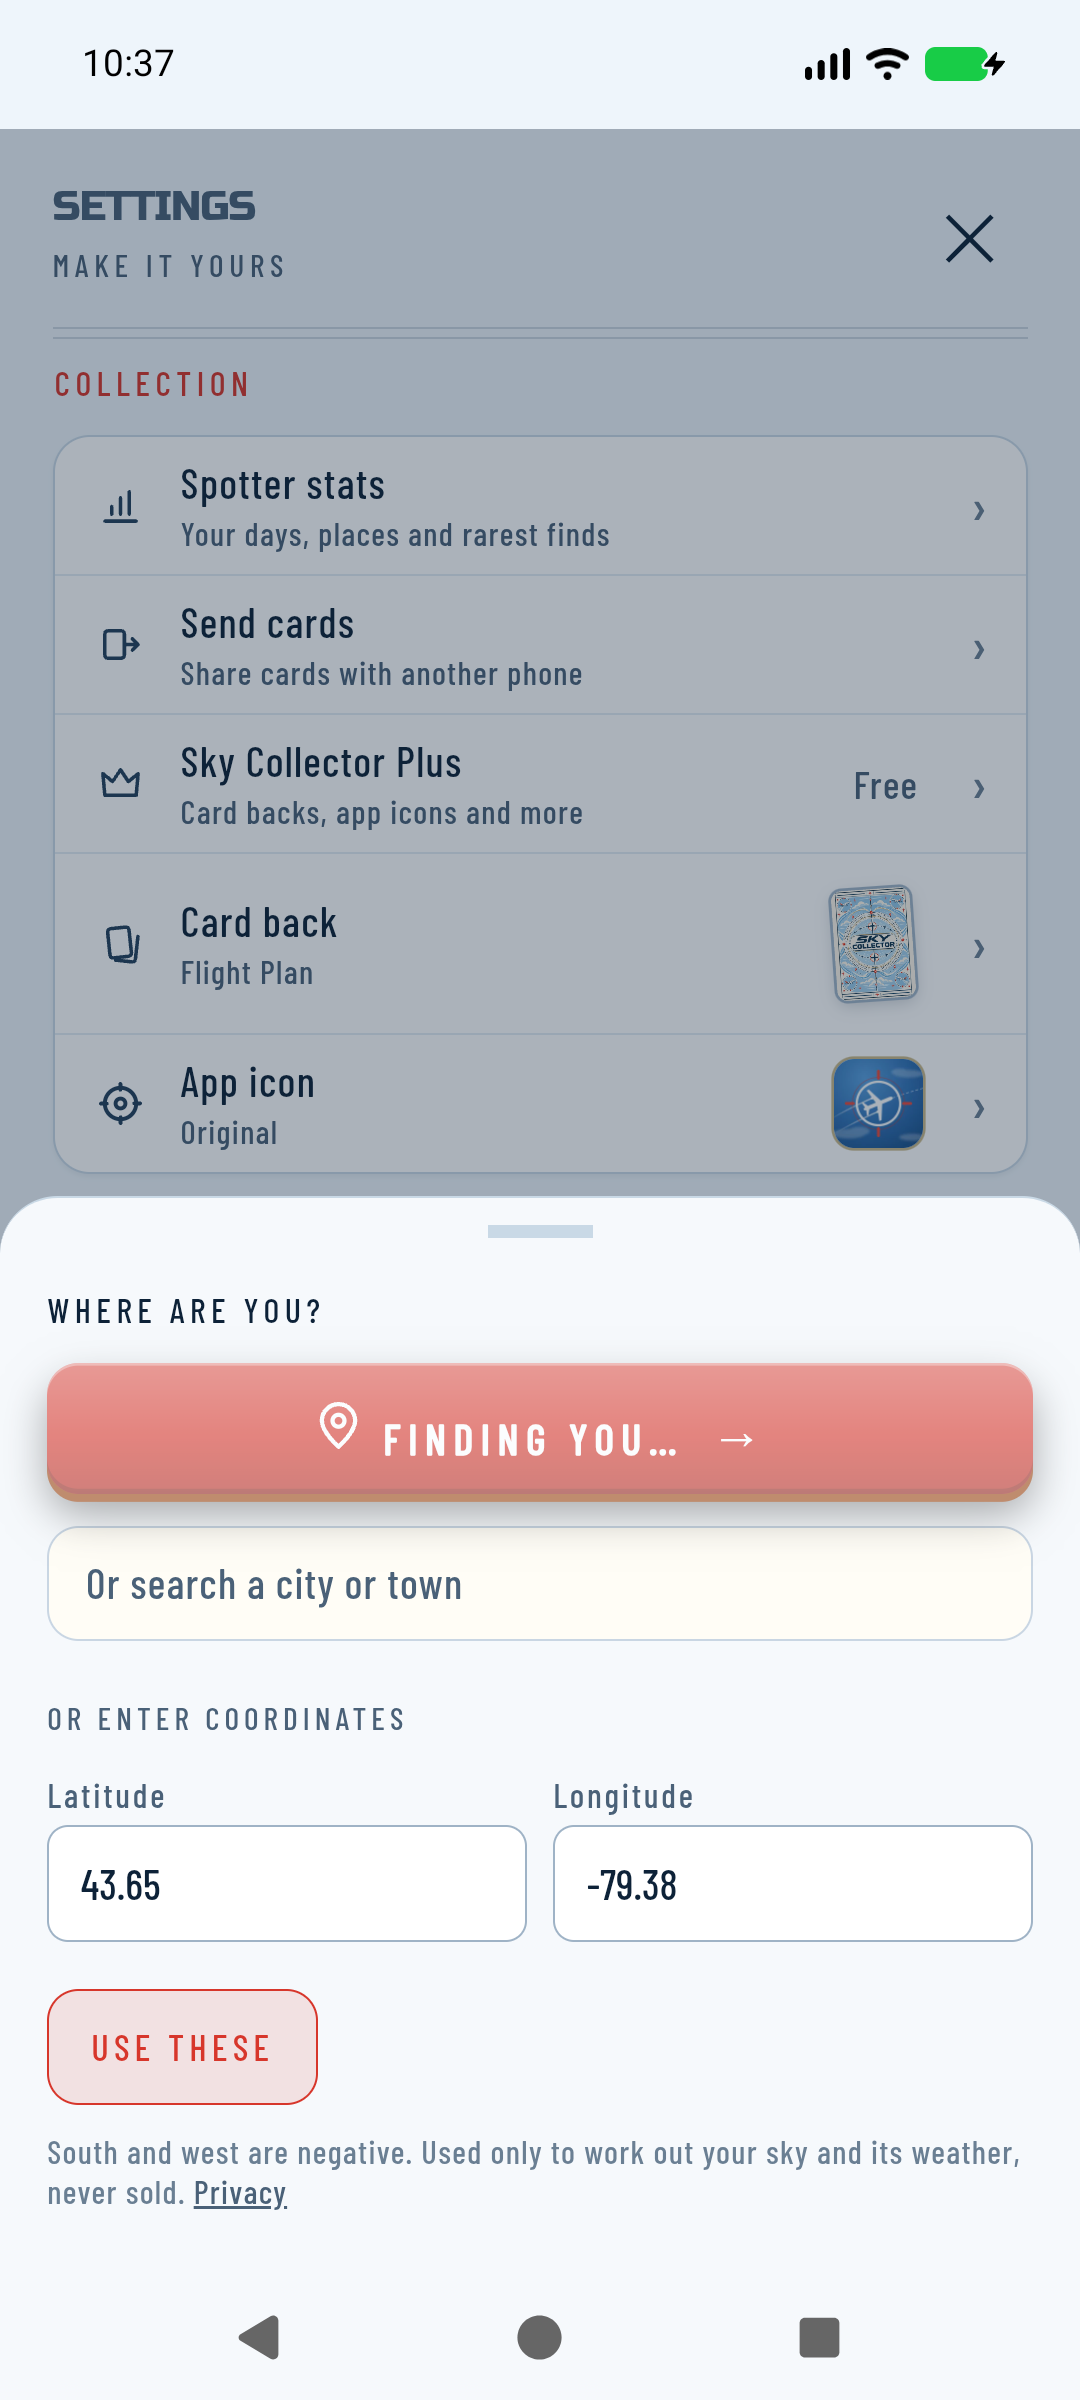 10:37
SETTINGS
MAKE IT YOURS
COLLECTION
Spotter stats
Your days, places and rarest finds
›
Send cards
Share cards with another phone
›
Sky Collector Plus
Card backs, app icons and more
Free ›
Card back
Flight Plan
SKY
COLLECTOR
›
App icon
Original
›
WHERE ARE YOU?
FINDING YOU... →
Or search a city or town
OR ENTER COORDINATES
Latitude Longitude
43.65 -79.38
USE THESE
South and west are negative. Used only to work out your sky and its weather,
never sold. Privacy